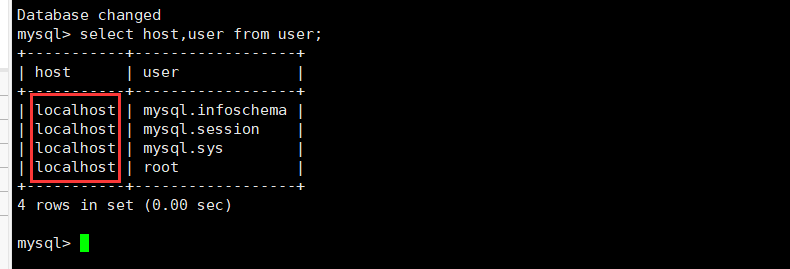 Database changed
mysql> select host,user from user;
+-----------+------------------+
| host      | user             |
+-----------+------------------+
| localhost | mysql.infoschema |
| localhost | mysql.session    |
| localhost | mysql.sys        |
| localhost | root             |
+-----------+------------------+
4 rows in set (0.00 sec)
mysql>